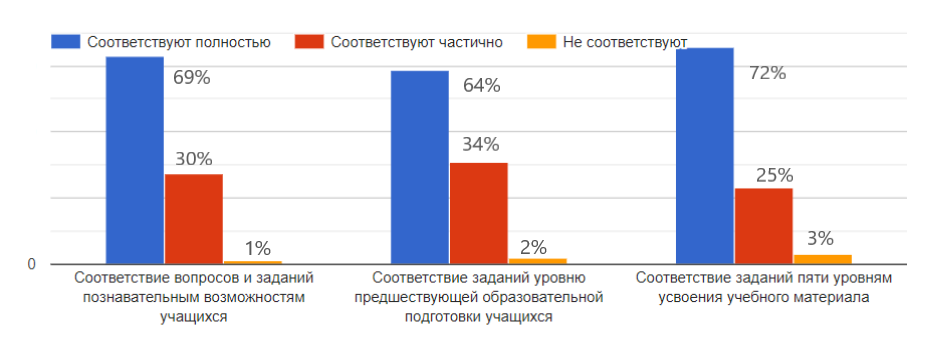 Соответствуют полностью Соответствуют частично Не соответствуют
69% 64% 72%
30% 34% 25%
1% 2% 3%
0
Соответствие вопросов и заданий
познавательным возможностям
учащихся
Соответствие заданий уровню
предшествующей образовательной
подготовки учащихся
Соответствие заданий пяти уровням
усвоения учебного материала